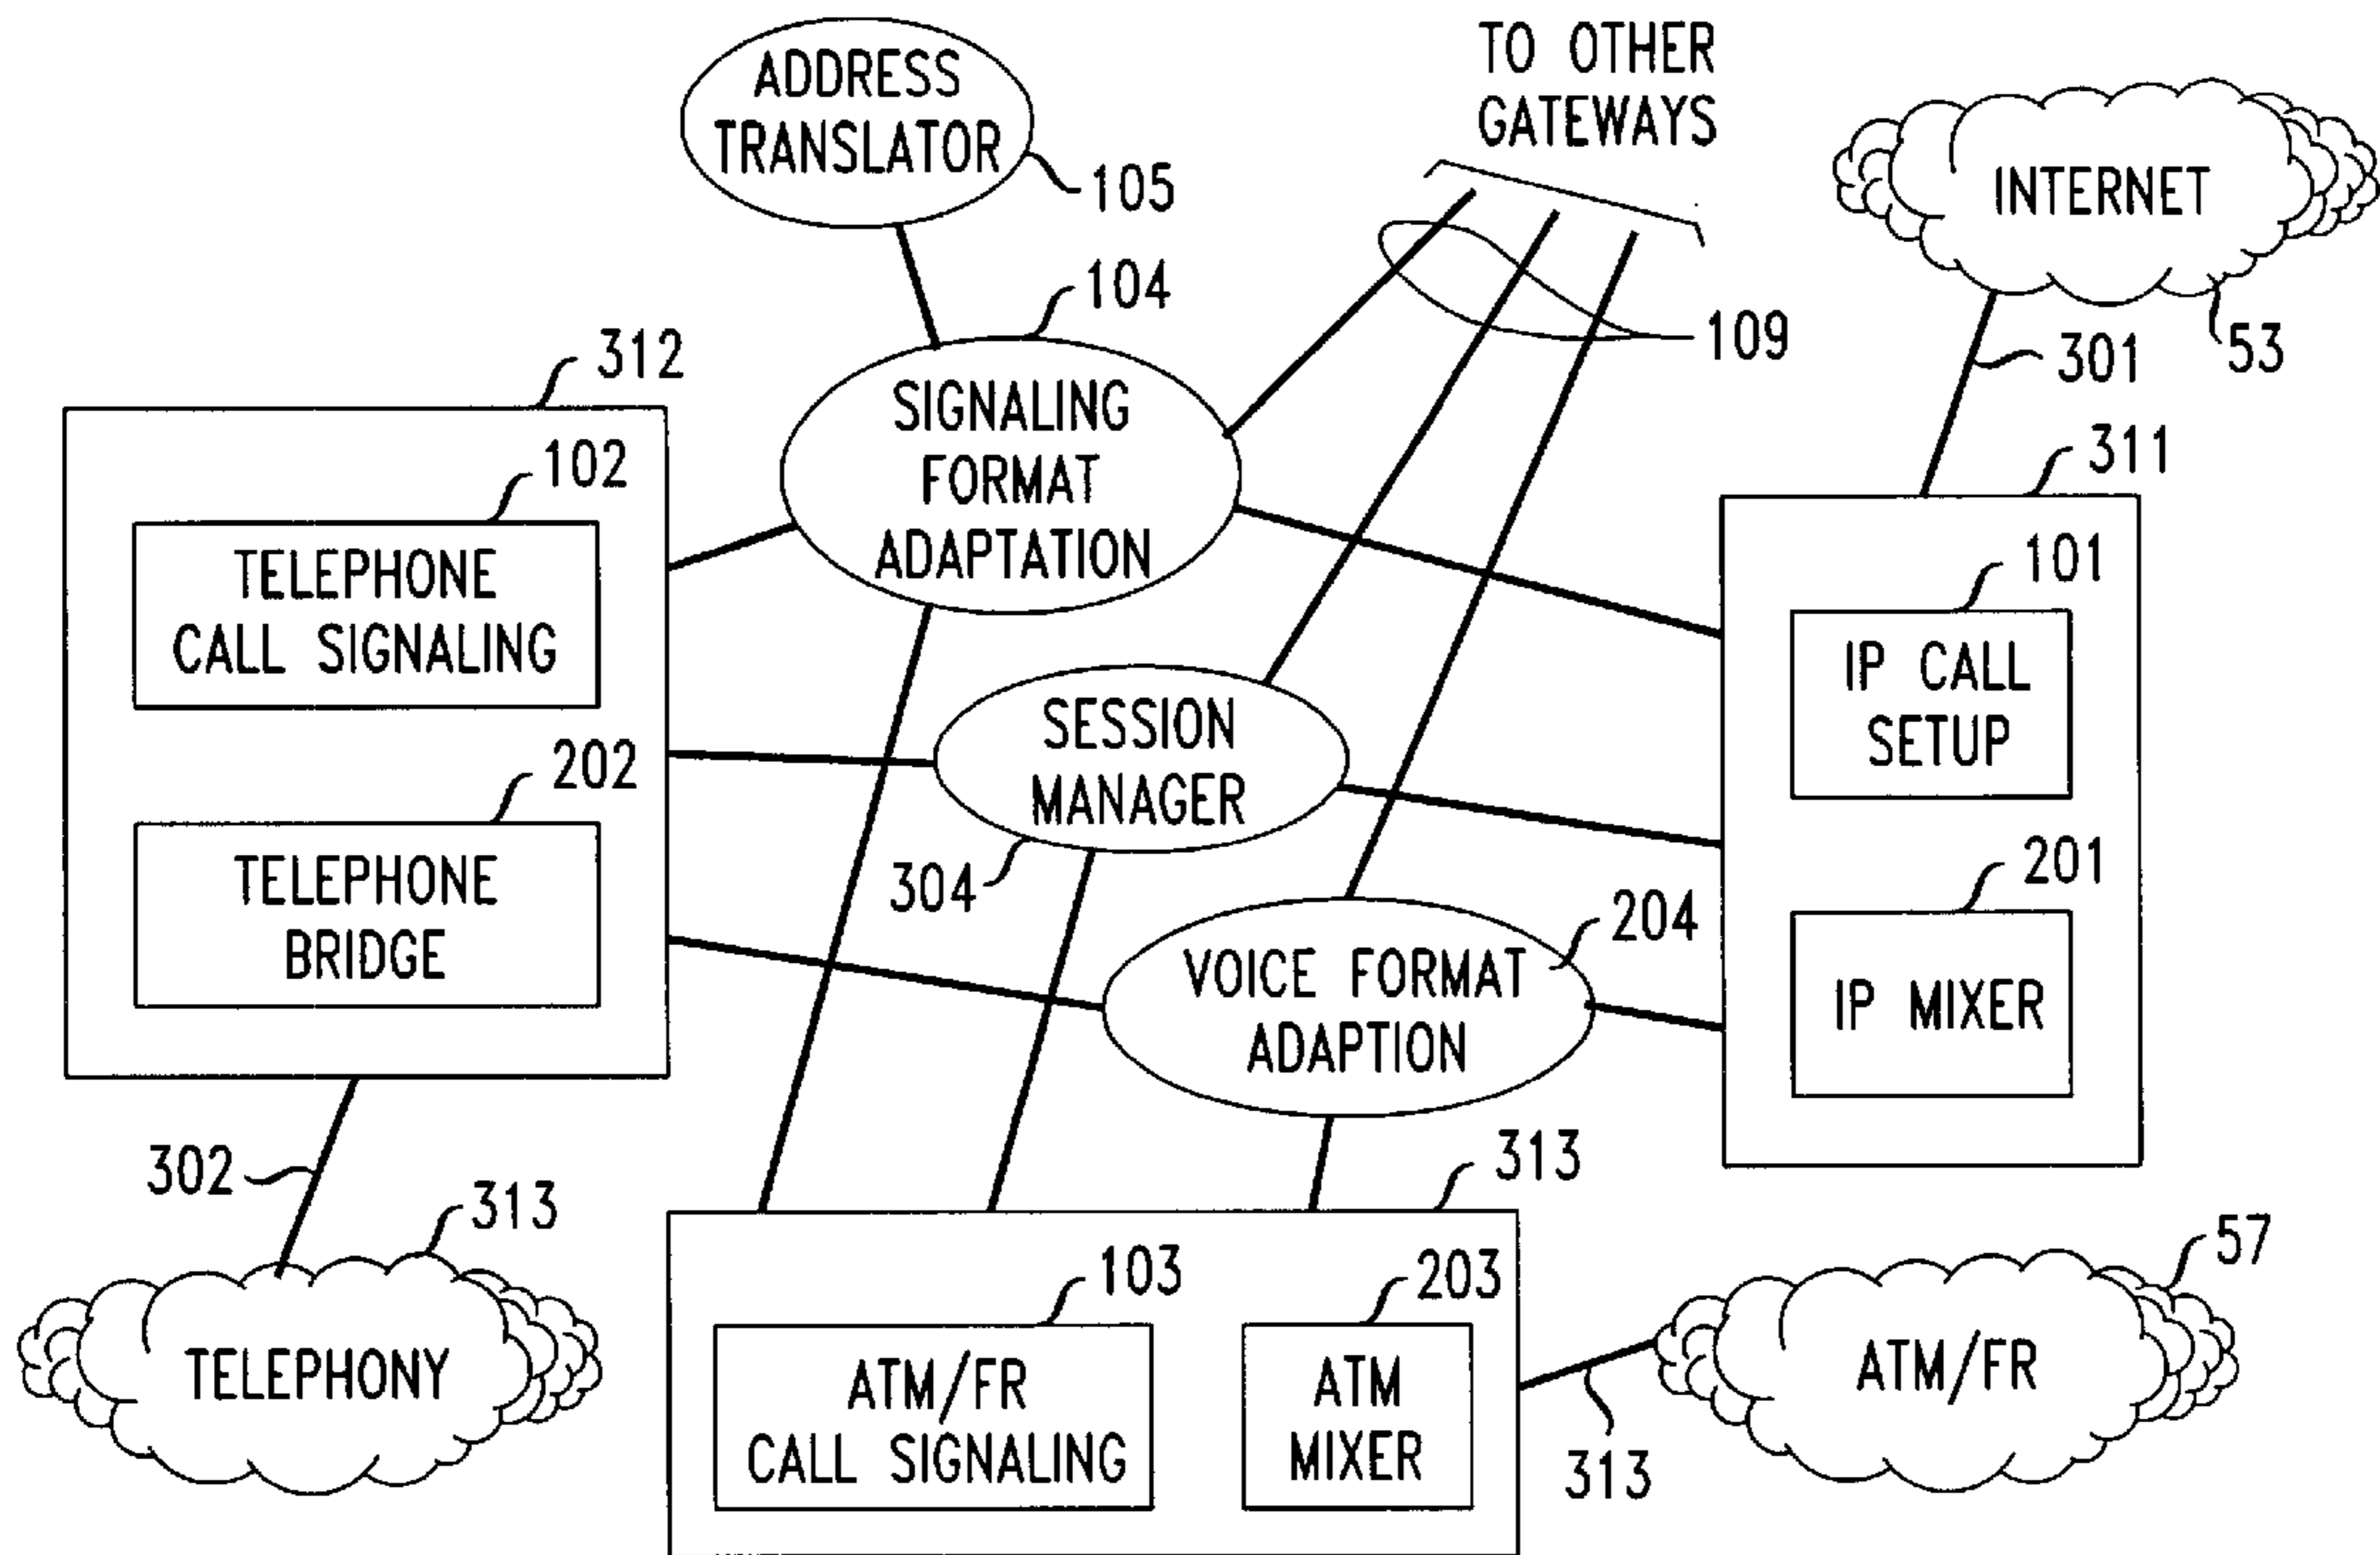 ADDRESS
TRANSLATOR
105
TO OTHER
GATEWAYS
INTERNET
53
301
109
104
SIGNALING
FORMAT
ADAPTATION
312
102
TELEPHONE
CALL SIGNALING
202
TELEPHONE
BRIDGE
311
101
IP CALL
SETUP
201
IP MIXER
SESSION
MANAGER
304
204
VOICE FORMAT
ADAPTION
302
313
TELEPHONY
313
103
ATM/FR
CALL SIGNALING
203
ATM
MIXER
313
57
ATM/FR